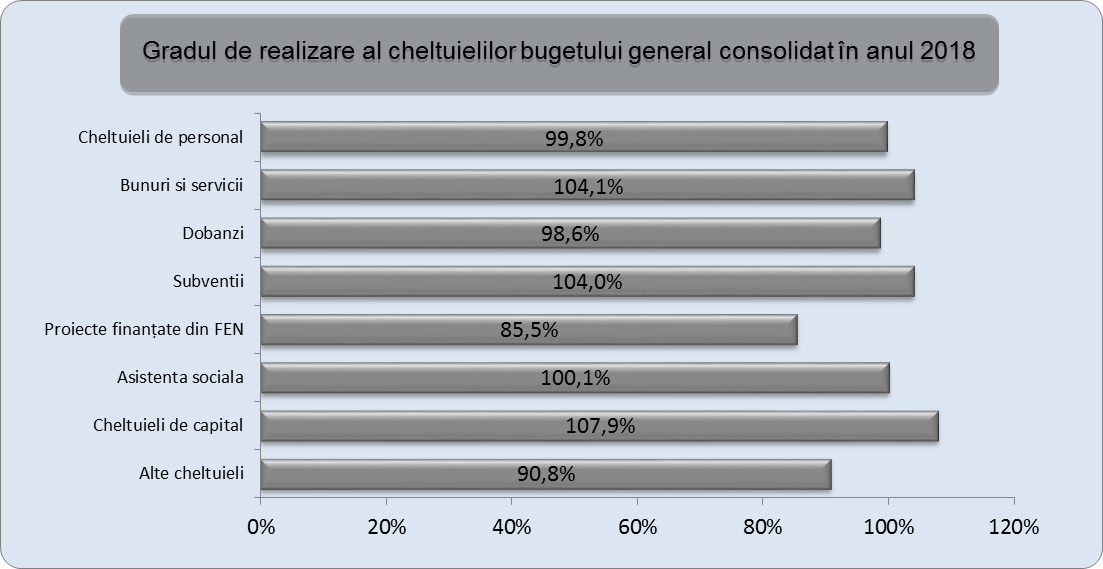 Gradul de realizare al cheltuielilor bugetului general consolidat în anul 2018
Cheltuieli de personal
99,8%
Bunuri si servicii
104,1%
Dobanzi
98,6%
Subventii
104,0%
Proiecte finanțate din FEN
85,5%
Asistenta sociala
100,1%
Cheltuieli de capital
107,9%
Alte cheltuieli
90,8%
0% 20% 40% 60% 80% 100% 120%